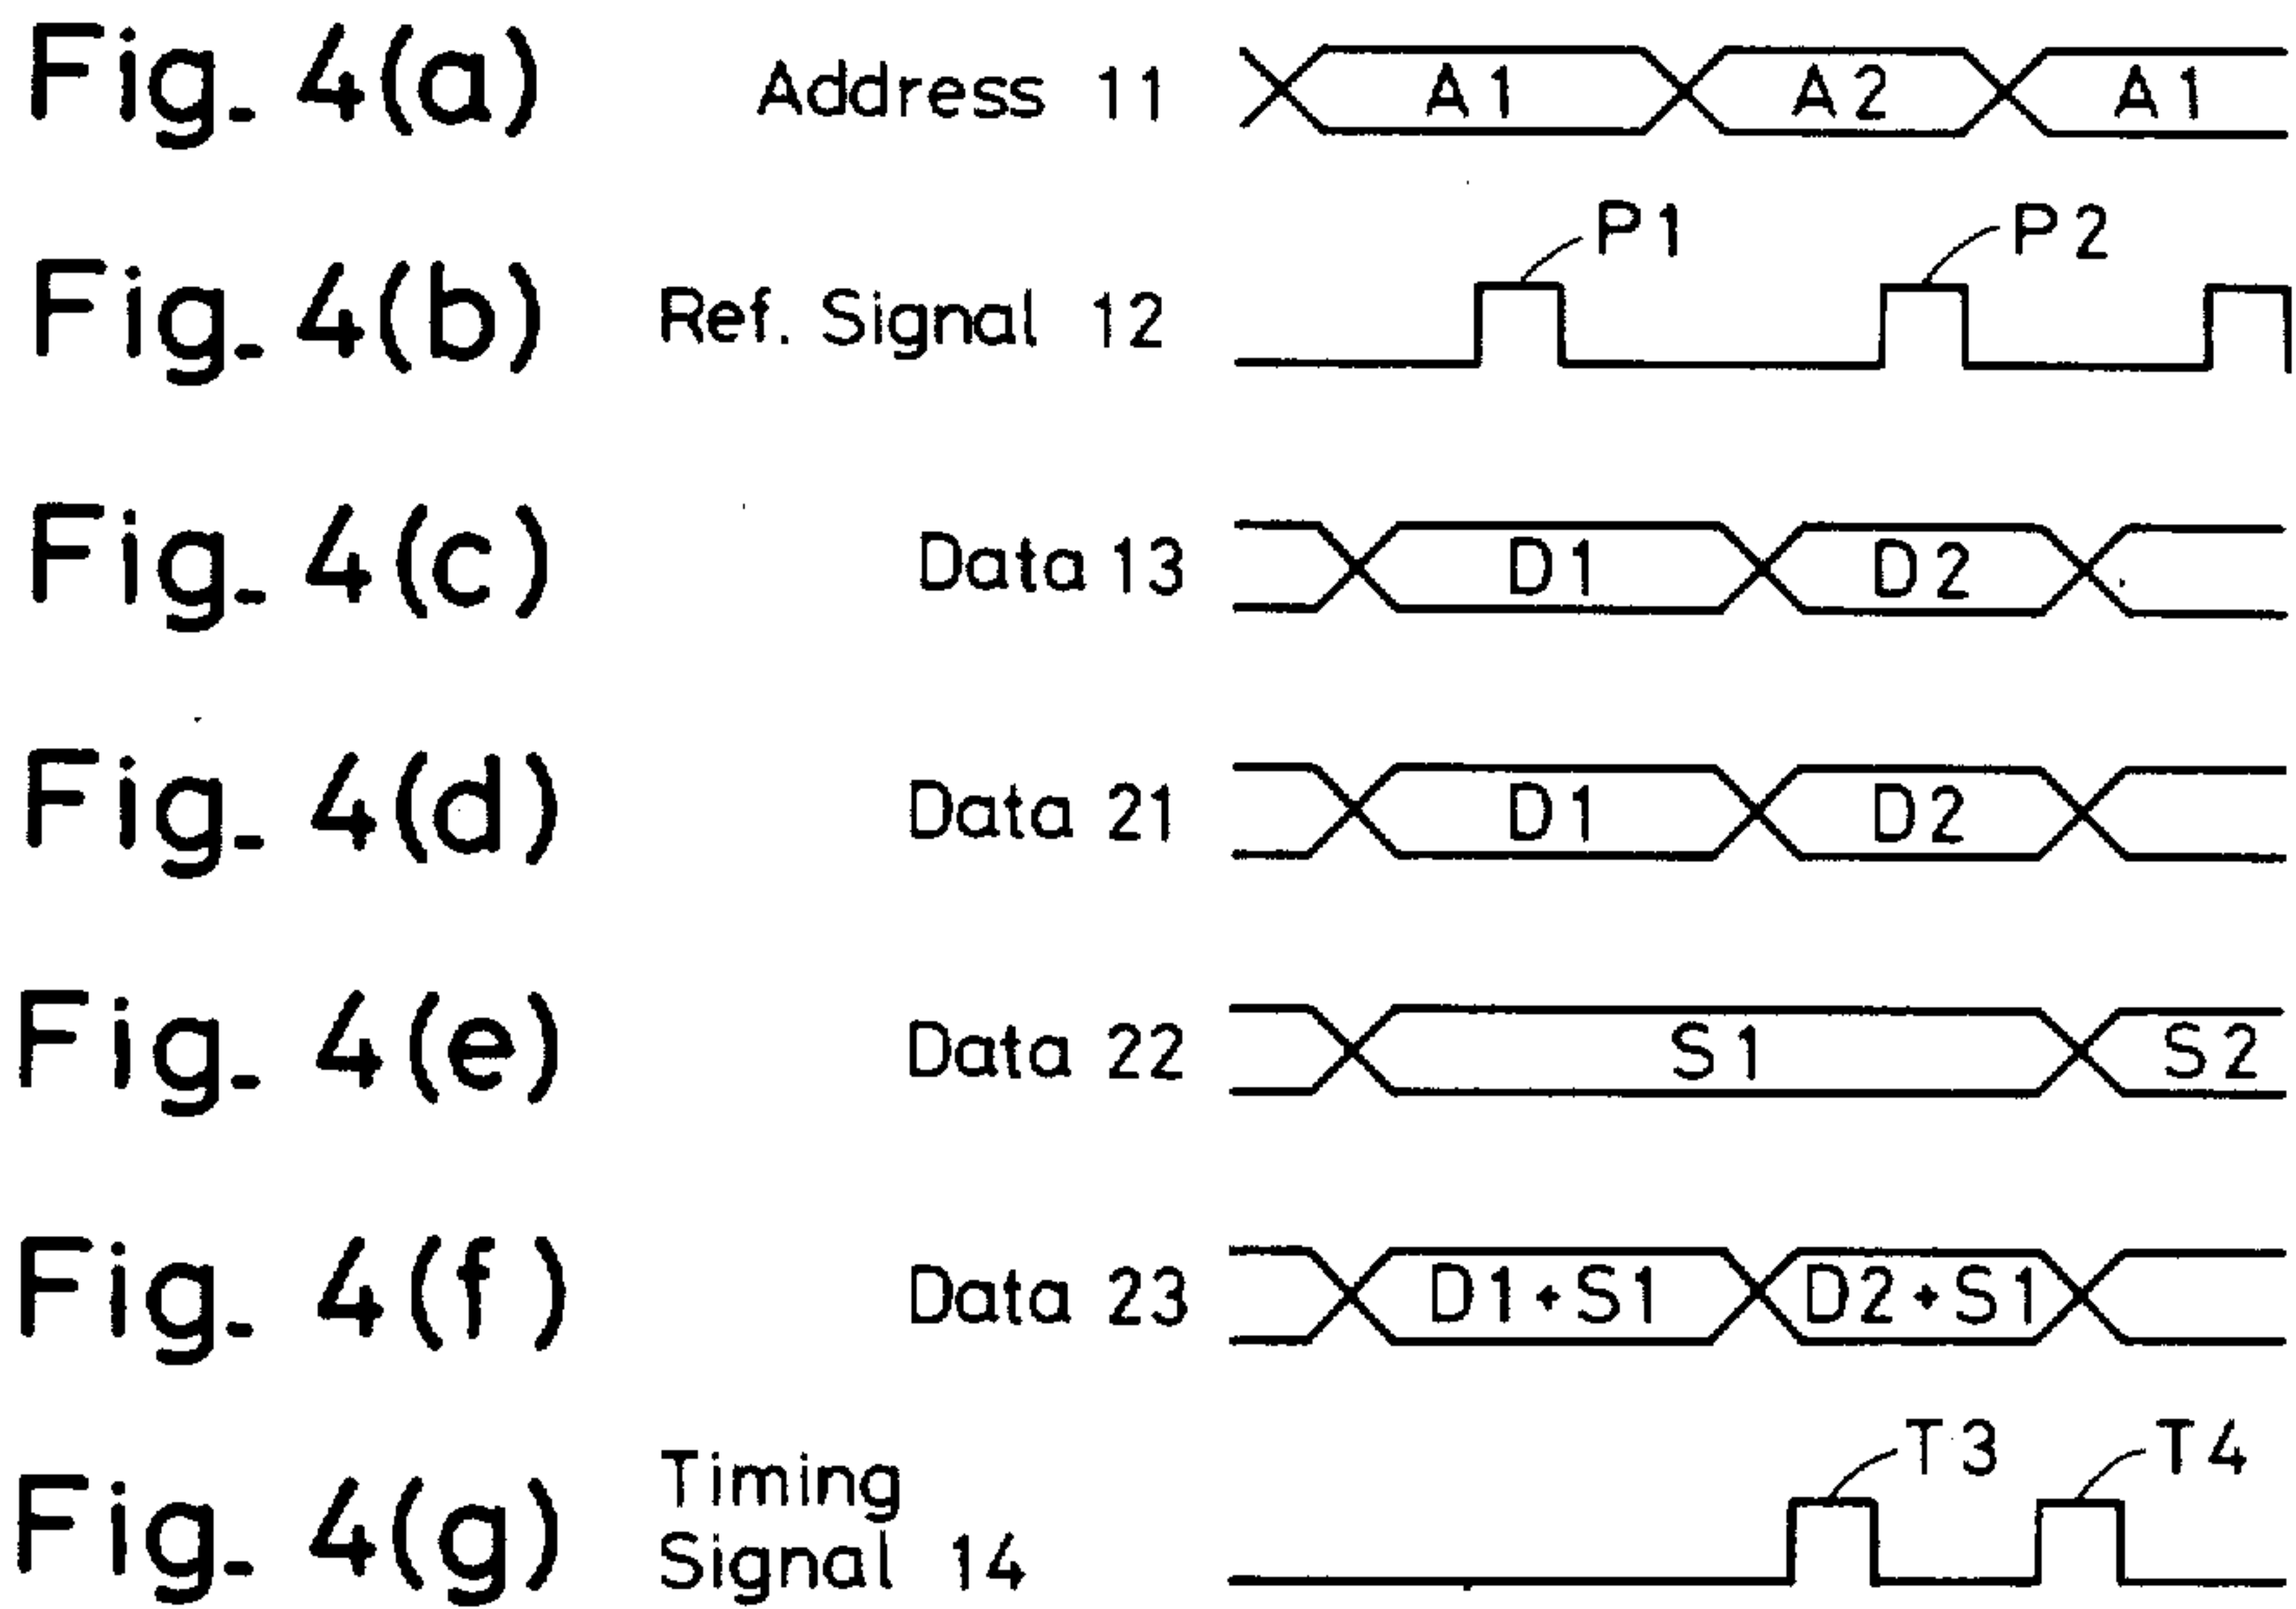 Fig. 4(a) Address 11 A1 A2 A1
P1 P2
Fig. 4(b) Ref. Signal 12
Fig. 4(c) Data 13 D1 D2
Fig. 4(d) Data 21 D1 D2
Fig. 4(e) Data 22 S1 S2
Fig. 4(f) Data 23 D1+S1 D2+S1
T3 T4
Fig. 4(g) Timing
Signal 14